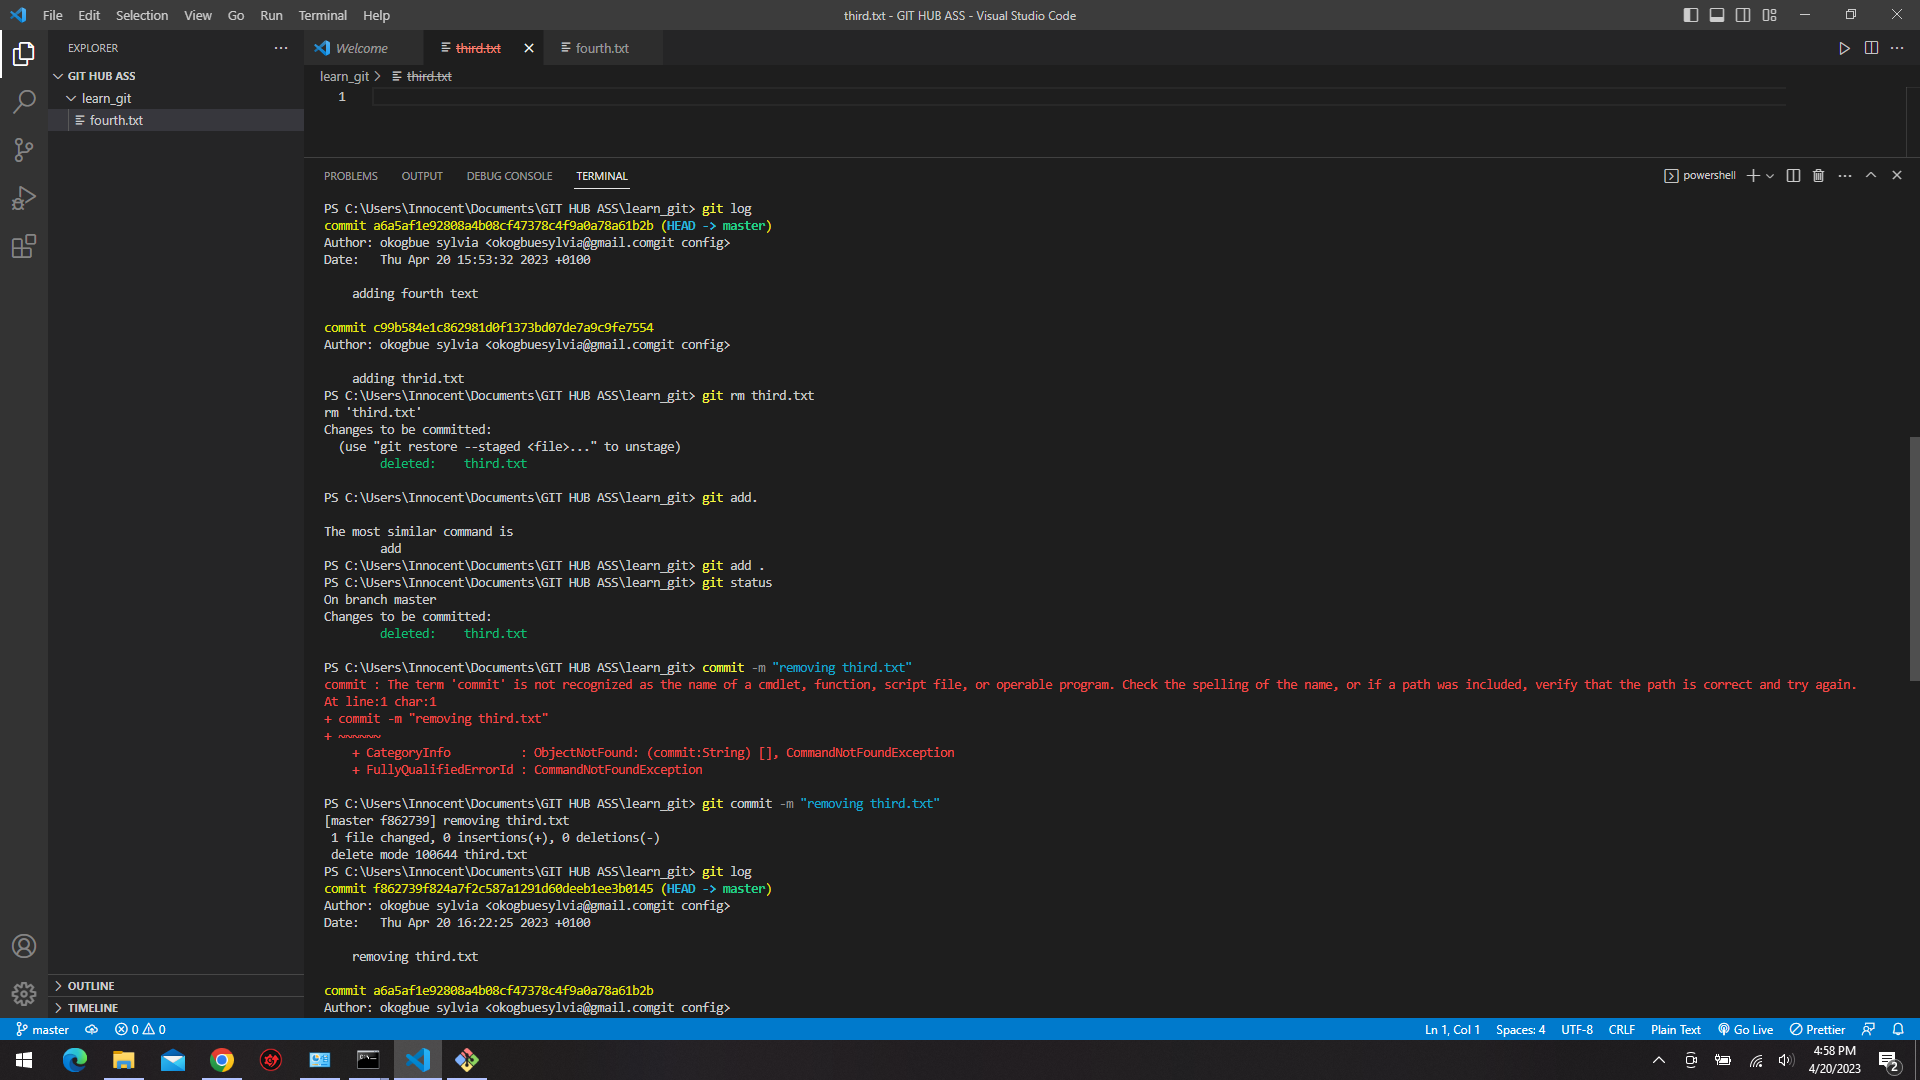 File Edit Selection View Go Run Terminal Help
third.txt - GIT HUB ASS - Visual Studio Code
EXPLORER
GIT HUB ASS
learn_git
fourth.txt
Welcome
third.txt
fourth.txt
learn_git > third.txt
1
PROBLEMS OUTPUT DEBUG CONSOLE TERMINAL
powershell
PS C:\Users\Innocent\Documents\GIT HUB ASS\learn_git> git log
commit a6a5af1e92808a4b08cf47378c4f9a0a78a61b2b (HEAD -> master)
Author: okogbue sylvia <okogbuesylvia@gmail.comgit config>
Date:   Thu Apr 20 15:53:32 2023 +0100
adding fourth text
commit c99b584e1c862981d0f1373bd07de7a9c9fe7554
Author: okogbue sylvia <okogbuesylvia@gmail.comgit config>
adding thrid.txt
PS C:\Users\Innocent\Documents\GIT HUB ASS\learn_git> git rm third.txt
rm 'third.txt'
Changes to be committed:
(use "git restore --staged <file>..." to unstage)
deleted:    third.txt
PS C:\Users\Innocent\Documents\GIT HUB ASS\learn_git> git add.
The most similar command is
add
PS C:\Users\Innocent\Documents\GIT HUB ASS\learn_git> git add .
PS C:\Users\Innocent\Documents\GIT HUB ASS\learn_git> git status
On branch master
Changes to be committed:
deleted:    third.txt
PS C:\Users\Innocent\Documents\GIT HUB ASS\learn_git> commit -m "removing third.txt"
commit : The term 'commit' is not recognized as the name of a cmdlet, function, script file, or operable program. Check the spelling of the name, or if a path was included, verify that the path is correct and try again.
At line:1 char:1
+ commit -m "removing third.txt"
+ ~~~~~~
+ CategoryInfo          : ObjectNotFound: (commit:String) [], CommandNotFoundException
+ FullyQualifiedErrorId : CommandNotFoundException
PS C:\Users\Innocent\Documents\GIT HUB ASS\learn_git> git commit -m "removing third.txt"
[master f862739] removing third.txt
1 file changed, 0 insertions(+), 0 deletions(-)
delete mode 100644 third.txt
PS C:\Users\Innocent\Documents\GIT HUB ASS\learn_git> git log
commit f862739f824a7f2c587a1291d60deeb1ee3b0145 (HEAD -> master)
Author: okogbue sylvia <okogbuesylvia@gmail.comgit config>
Date:   Thu Apr 20 16:22:25 2023 +0100
removing third.txt
commit a6a5af1e92808a4b08cf47378c4f9a0a78a61b2b
Author: okogbue sylvia <okogbuesylvia@gmail.comgit config>
OUTLINE
TIMELINE
master 0 0
Ln 1, Col 1 Spaces: 4 UTF-8 CRLF Plain Text Go Live Prettier
4:58 PM
4/20/2023
2